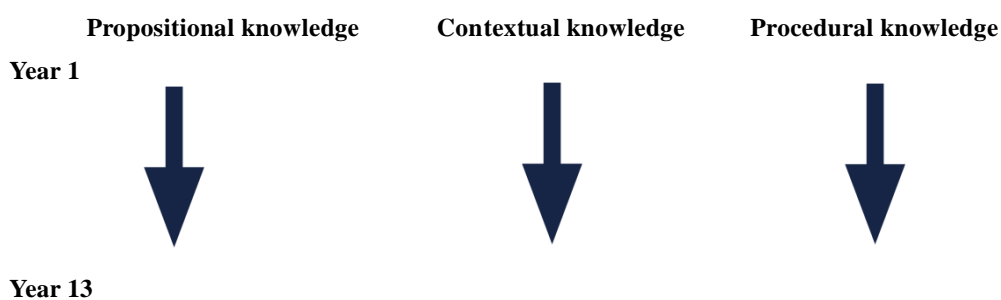 Propositional knowledge Contextual knowledge Procedural knowledge
Year 1
Year 13